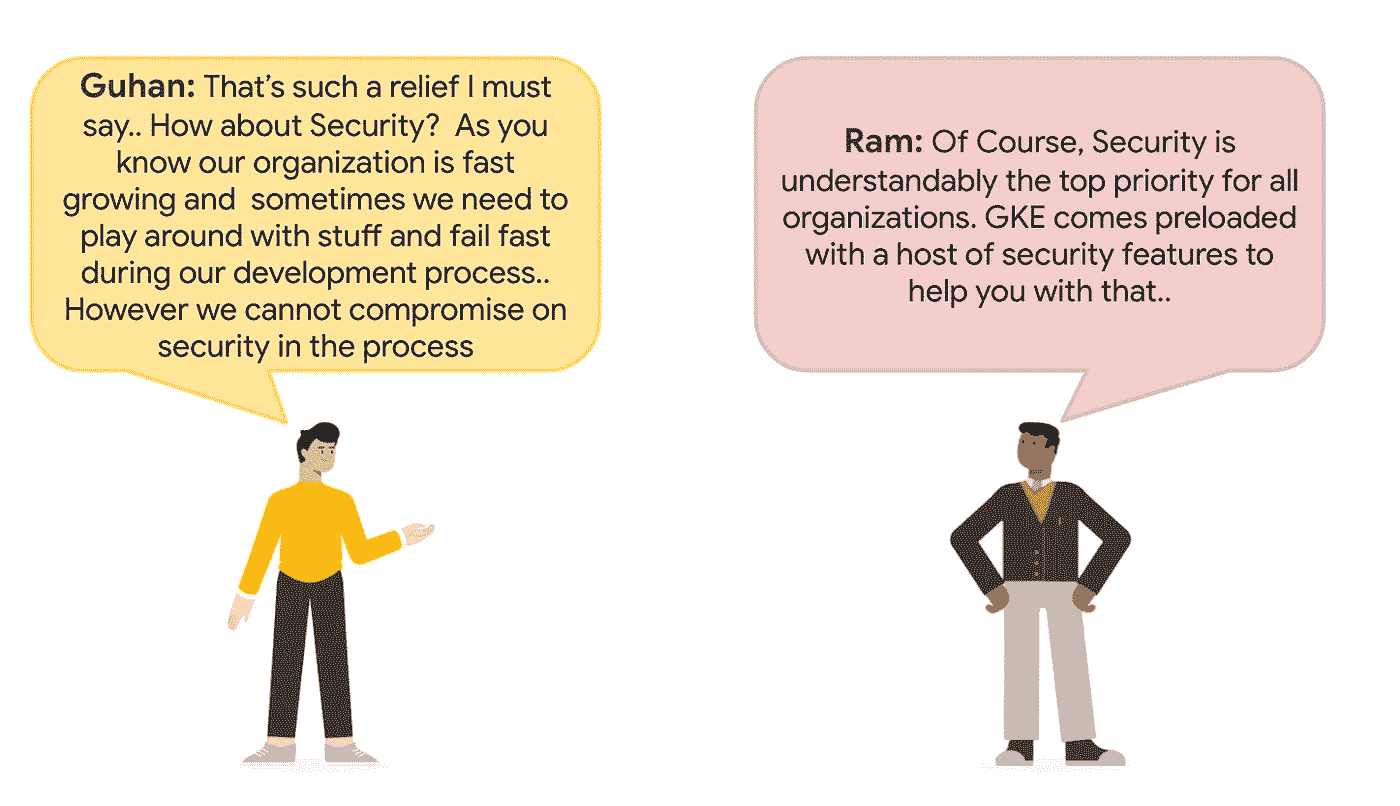 Guhan: That's such a relief I must
say.. How about Security?  As you
know our organization is fast
growing and  sometimes we need to
play around with stuff and fail fast
during our development process..
However we cannot compromise on
security in the process
Ram: Of Course, Security is
understandably the top priority for all
organizations. GKE comes preloaded
with a host of security features to
help you with that..